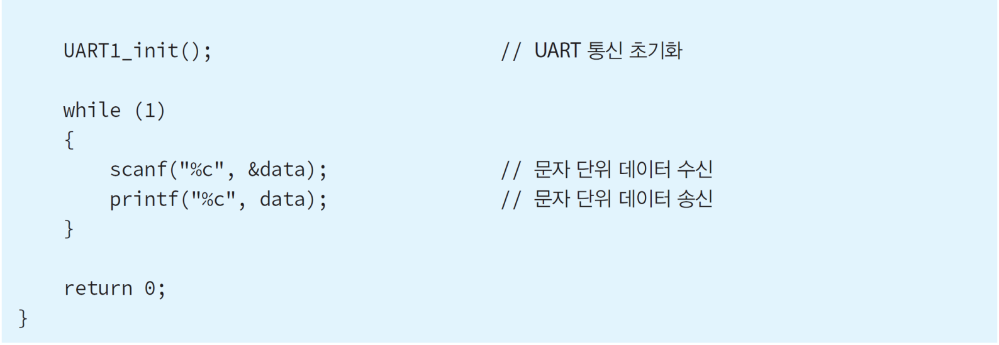 UART1_init(); // UART 통신 초기화
while (1)
{
scanf("%c", &data); // 문자 단위 데이터 수신
printf("%c", data); // 문자 단위 데이터 송신
}
return 0;
}